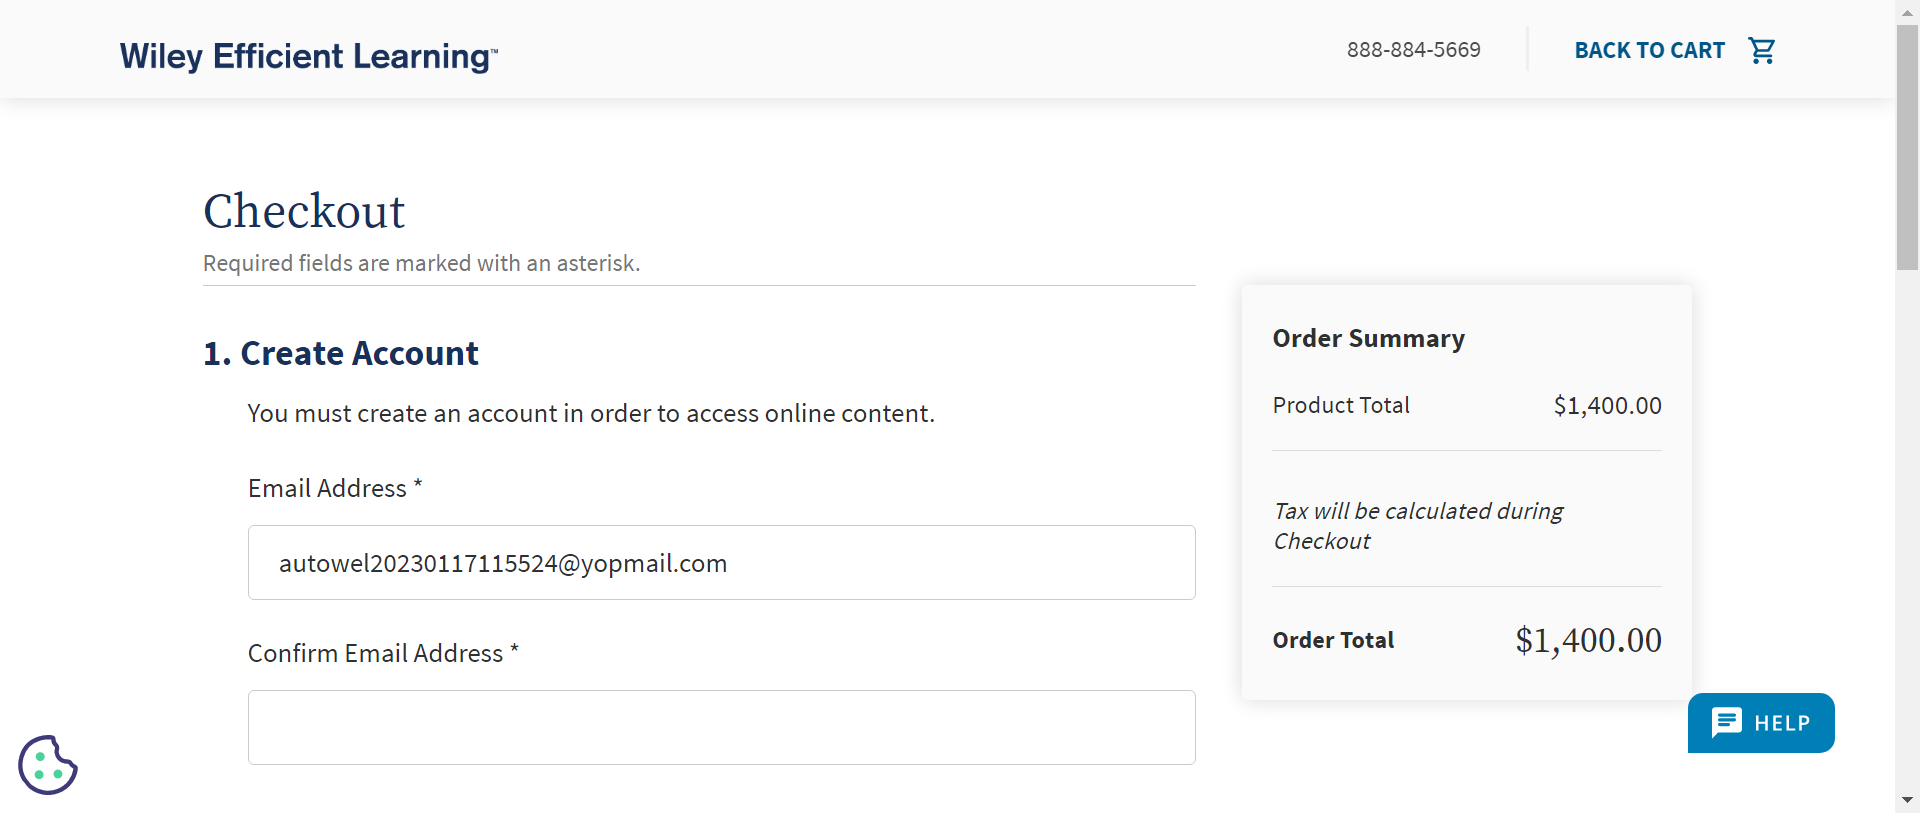 Wiley Efficient Learning™
888-884-5669
BACK TO CART
Checkout
Required fields are marked with an asterisk.
1. Create Account
You must create an account in order to access online content.
Email Address *
autowel20230117115524@yopmail.com
Confirm Email Address *
Order Summary
Product Total $1,400.00
Tax will be calculated during
Checkout
Order Total $1,400.00
HELP